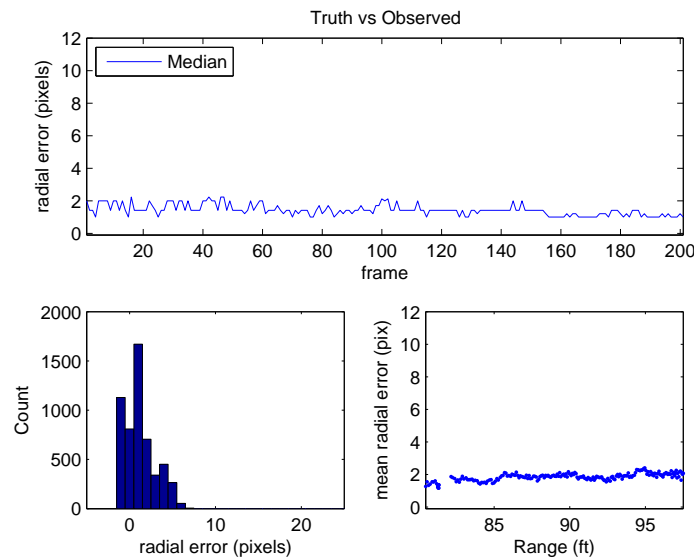 Truth vs Observed
12
10
8
6
4
2
0
radial error (pixels)
Median
20 40 60 80 100 120 140 160 180 200
frame
2000
1500
1000
500
0
Count
0 10 20
radial error (pixels)
12
10
8
6
4
2
0
mean radial error (pix)
85 90 95
Range (ft)